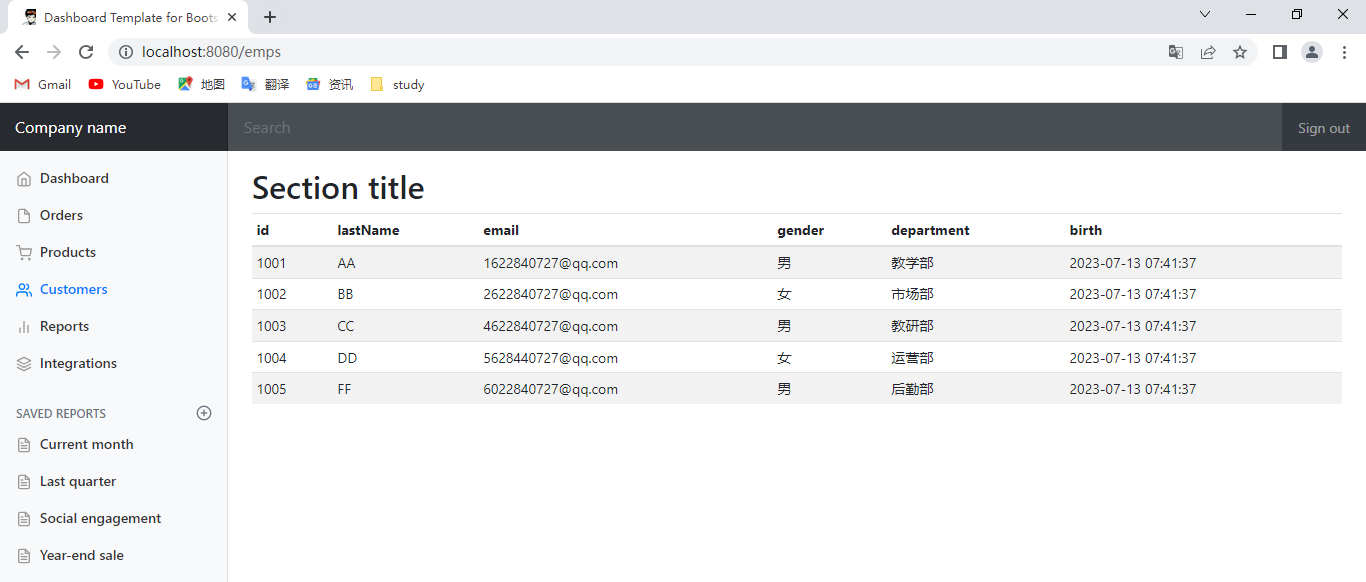 Dashboard Template for Boots
localhost:8080/emps
Gmail YouTube 地图 翻译 资讯 study
Company name Search Sign out
Dashboard
Orders
Products
Customers
Reports
Integrations
SAVED REPORTS
Current month
Last quarter
Social engagement
Year-end sale
Section title
id lastName email gender department birth
1001 AA 1622840727@qq.com 男 教学部 2023-07-13 07:41:37
1002 BB 2622840727@qq.com 女 市场部 2023-07-13 07:41:37
1003 CC 4622840727@qq.com 男 教研部 2023-07-13 07:41:37
1004 DD 5628440727@qq.com 女 运营部 2023-07-13 07:41:37
1005 FF 6022840727@qq.com 男 后勤部 2023-07-13 07:41:37